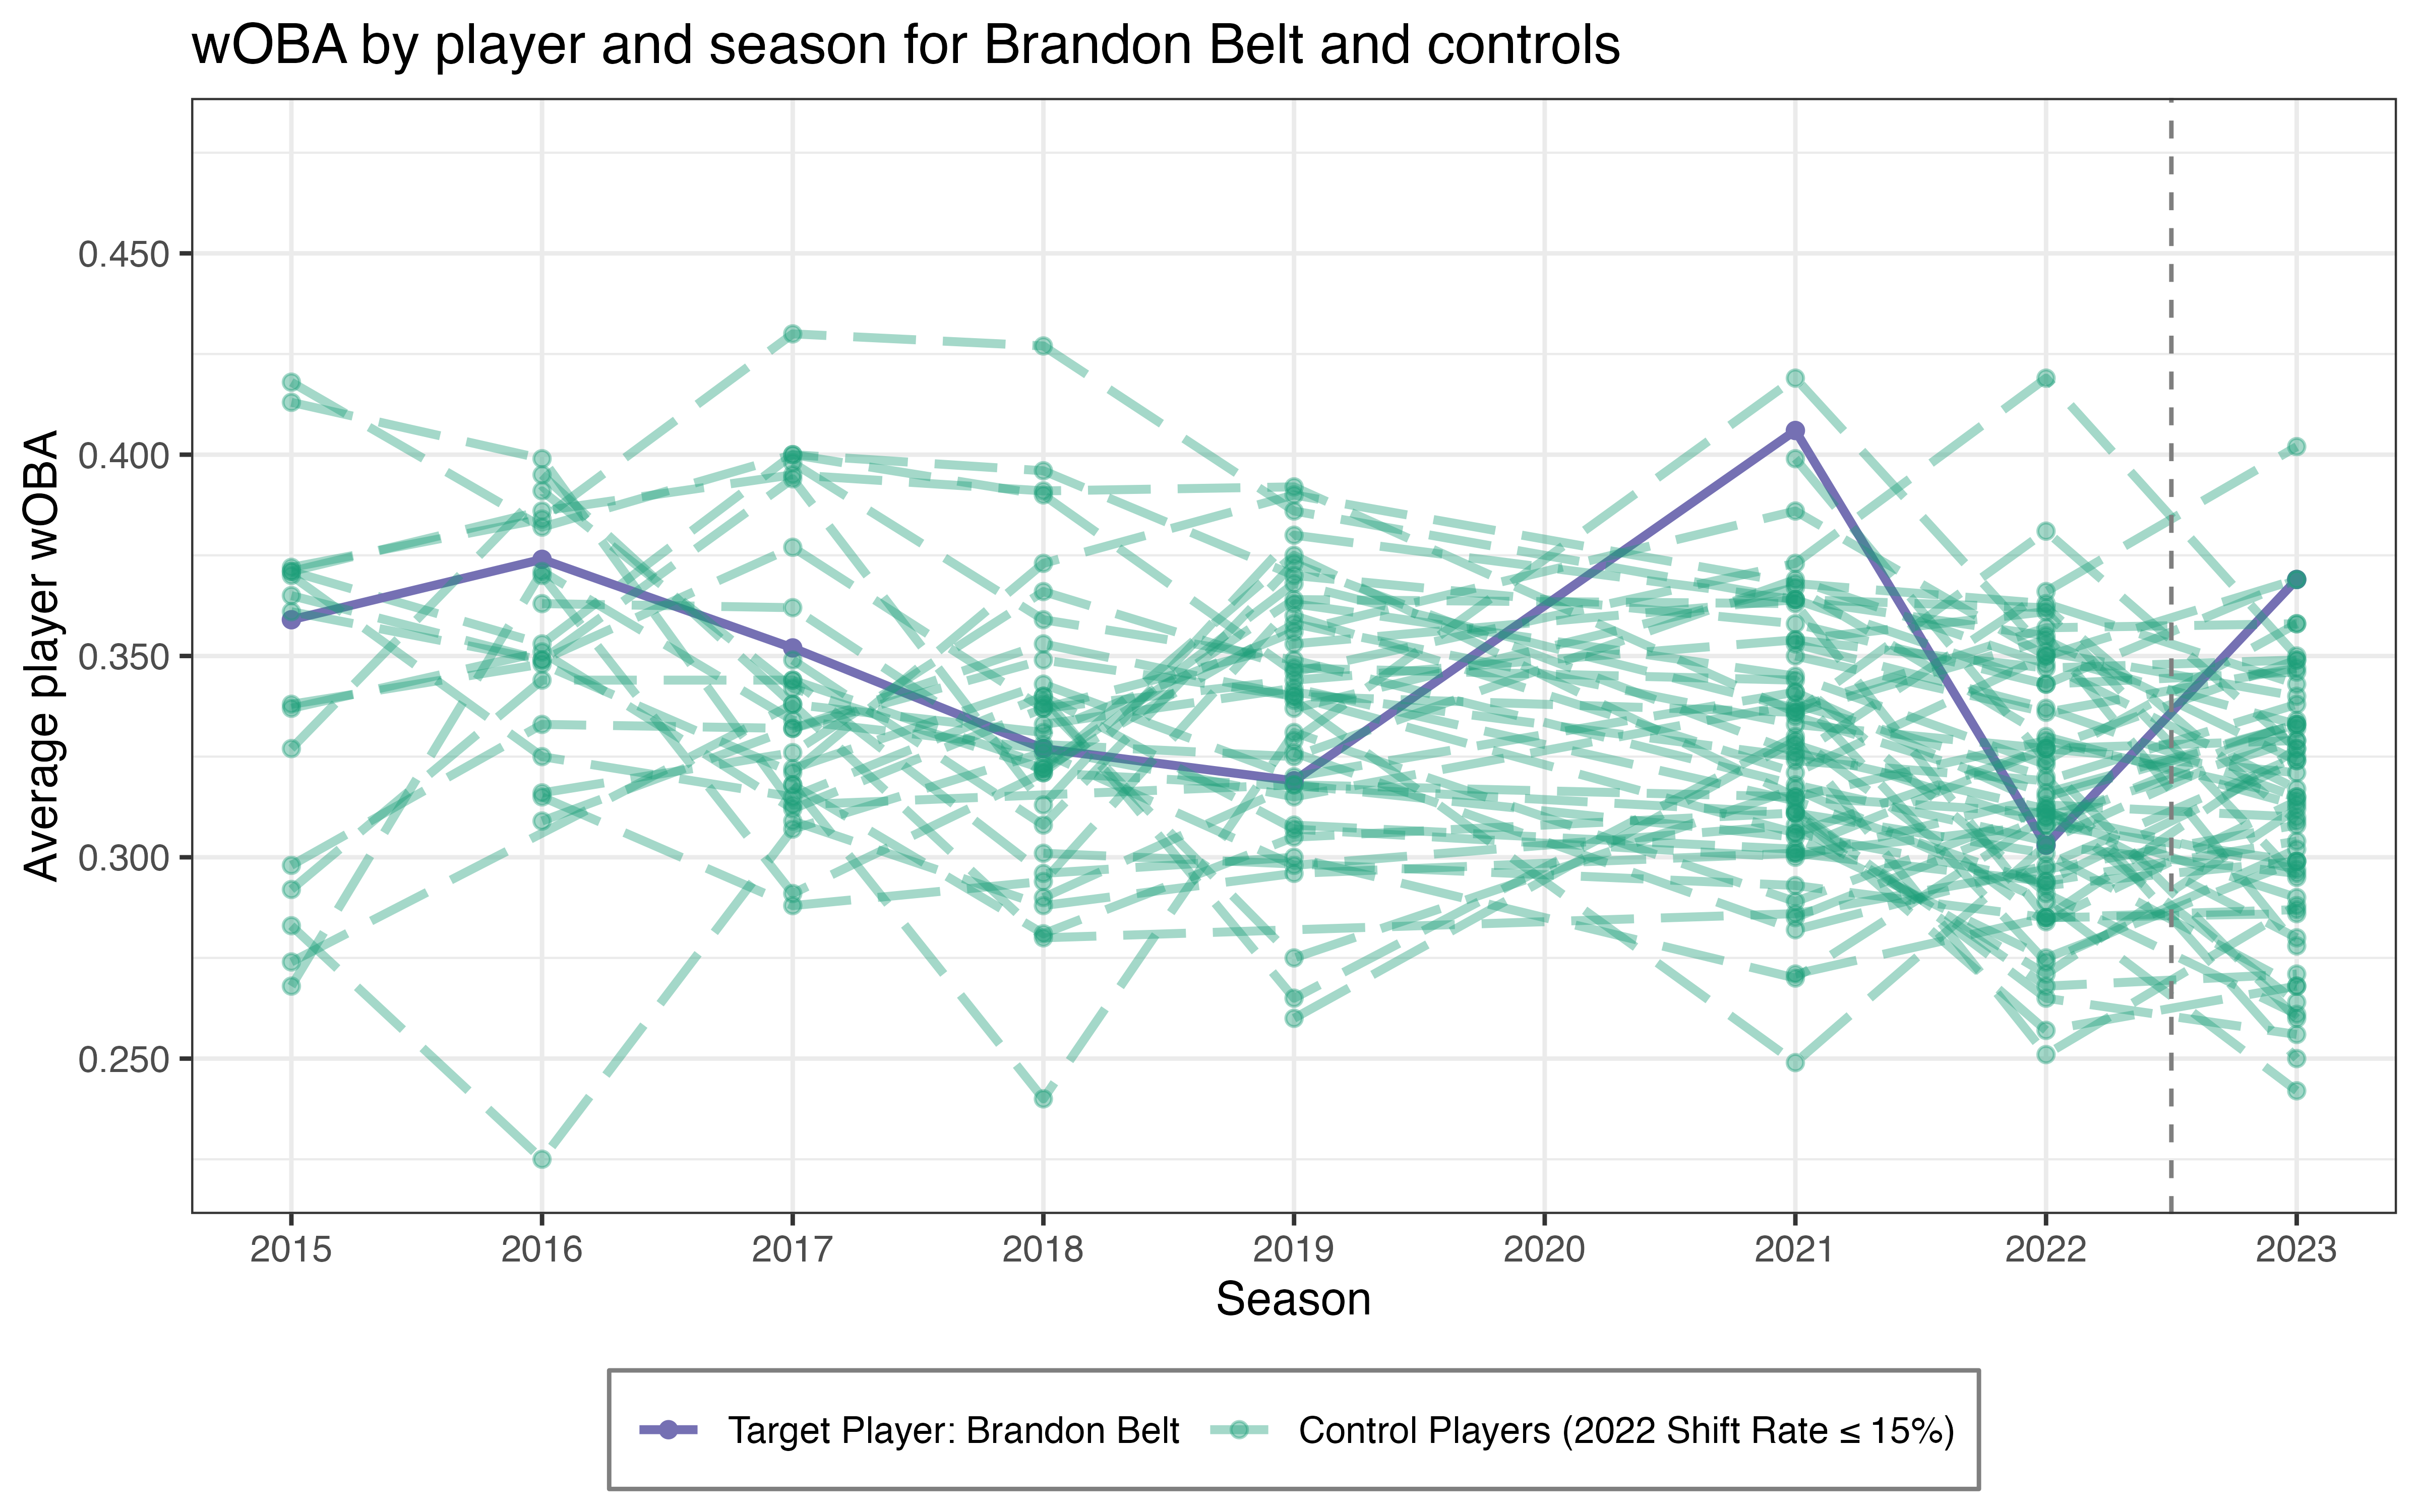 wOBA by player and season for Brandon Belt and controls
Average player wOBA
0.450
0.400
0.350
0.300
0.250
2015 2016 2017 2018 2019 2020 2021 2022 2023
Season
Target Player: Brandon Belt Control Players (2022 Shift Rate ≤ 15%)